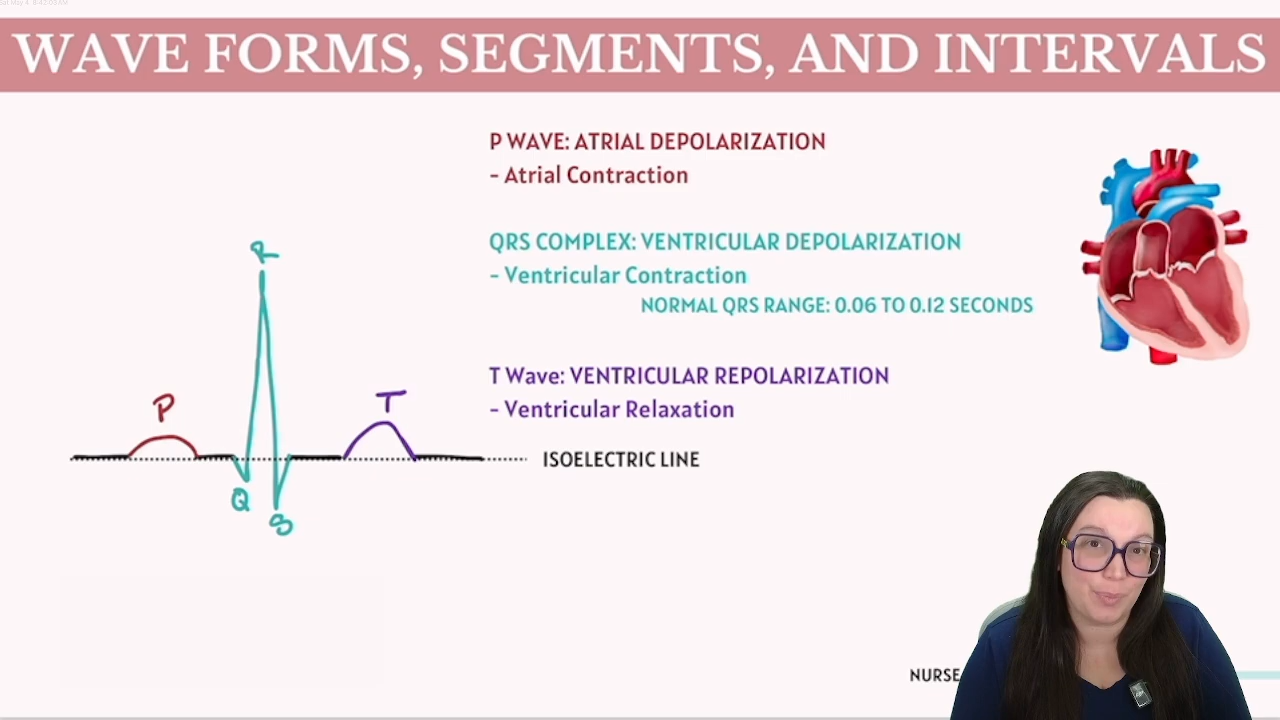 WAVE FORMS, SEGMENTS, AND INTERVALS
P WAVE: ATRIAL DEPOLARIZATION
- Atrial Contraction
QRS COMPLEX: VENTRICULAR DEPOLARIZATION
- Ventricular Contraction
NORMAL QRS RANGE: 0.06 TO 0.12 SECONDS
T Wave: VENTRICULAR REPOLARIZATION
- Ventricular Relaxation
R
P
T
ISOELECTRIC LINE
Q
S
NURSE